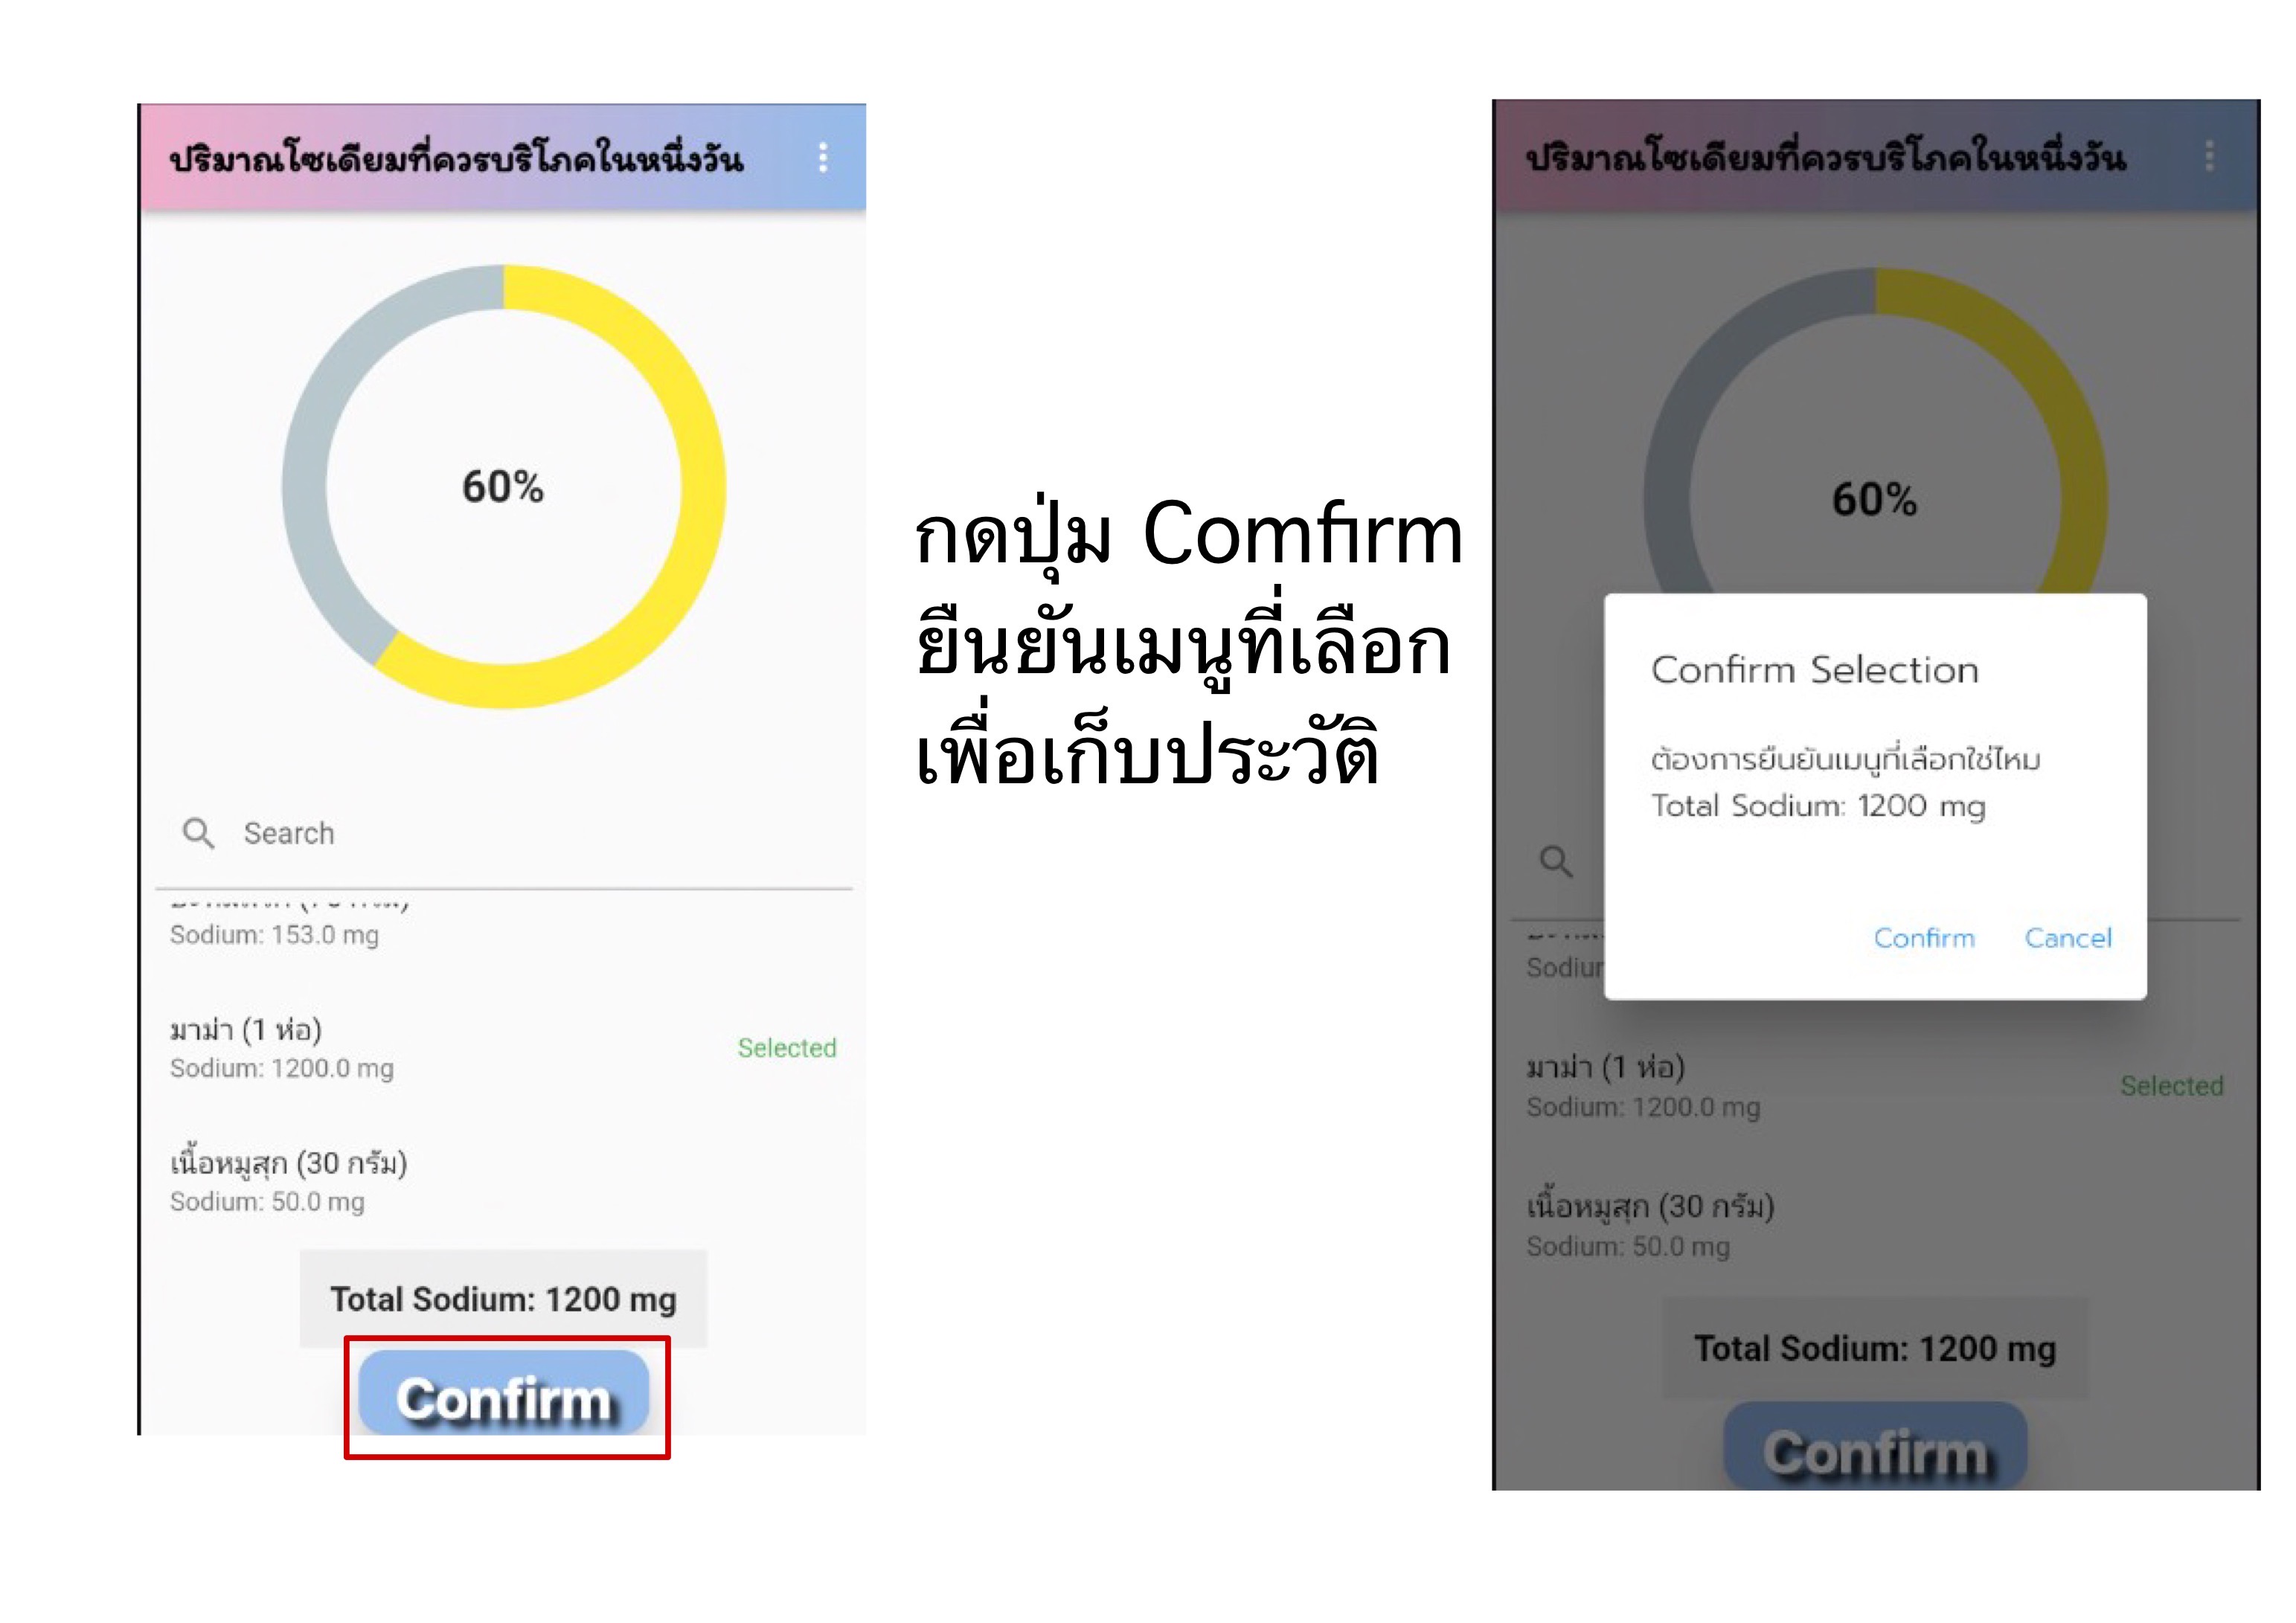 ปริมาณโซเดียมที่ควรบริโภคในหนึ่งวัน
60%
Search
Sodium: 153.0 mg
มาม่า (1 ห่อ)
Sodium: 1200.0 mg
Selected
เนื้อหมูสุก (30 กรัม)
Sodium: 50.0 mg
Total Sodium: 1200 mg
Confirm
กดปุ่ม Comfirm
ยืนยันเมนูที่เลือก
เพื่อเก็บประวัติ
ปริมาณโซเดียมที่ควรบริโภคในหนึ่งวัน
60%
Confirm Selection
ต้องการยืนยันเมนูที่เลือกใช่ไหม
Total Sodium: 1200 mg
Confirm Cancel
มาม่า (1 ห่อ)
Sodium: 1200.0 mg
Selected
เนื้อหมูสุก (30 กรัม)
Sodium: 50.0 mg
Total Sodium: 1200 mg
Confirm